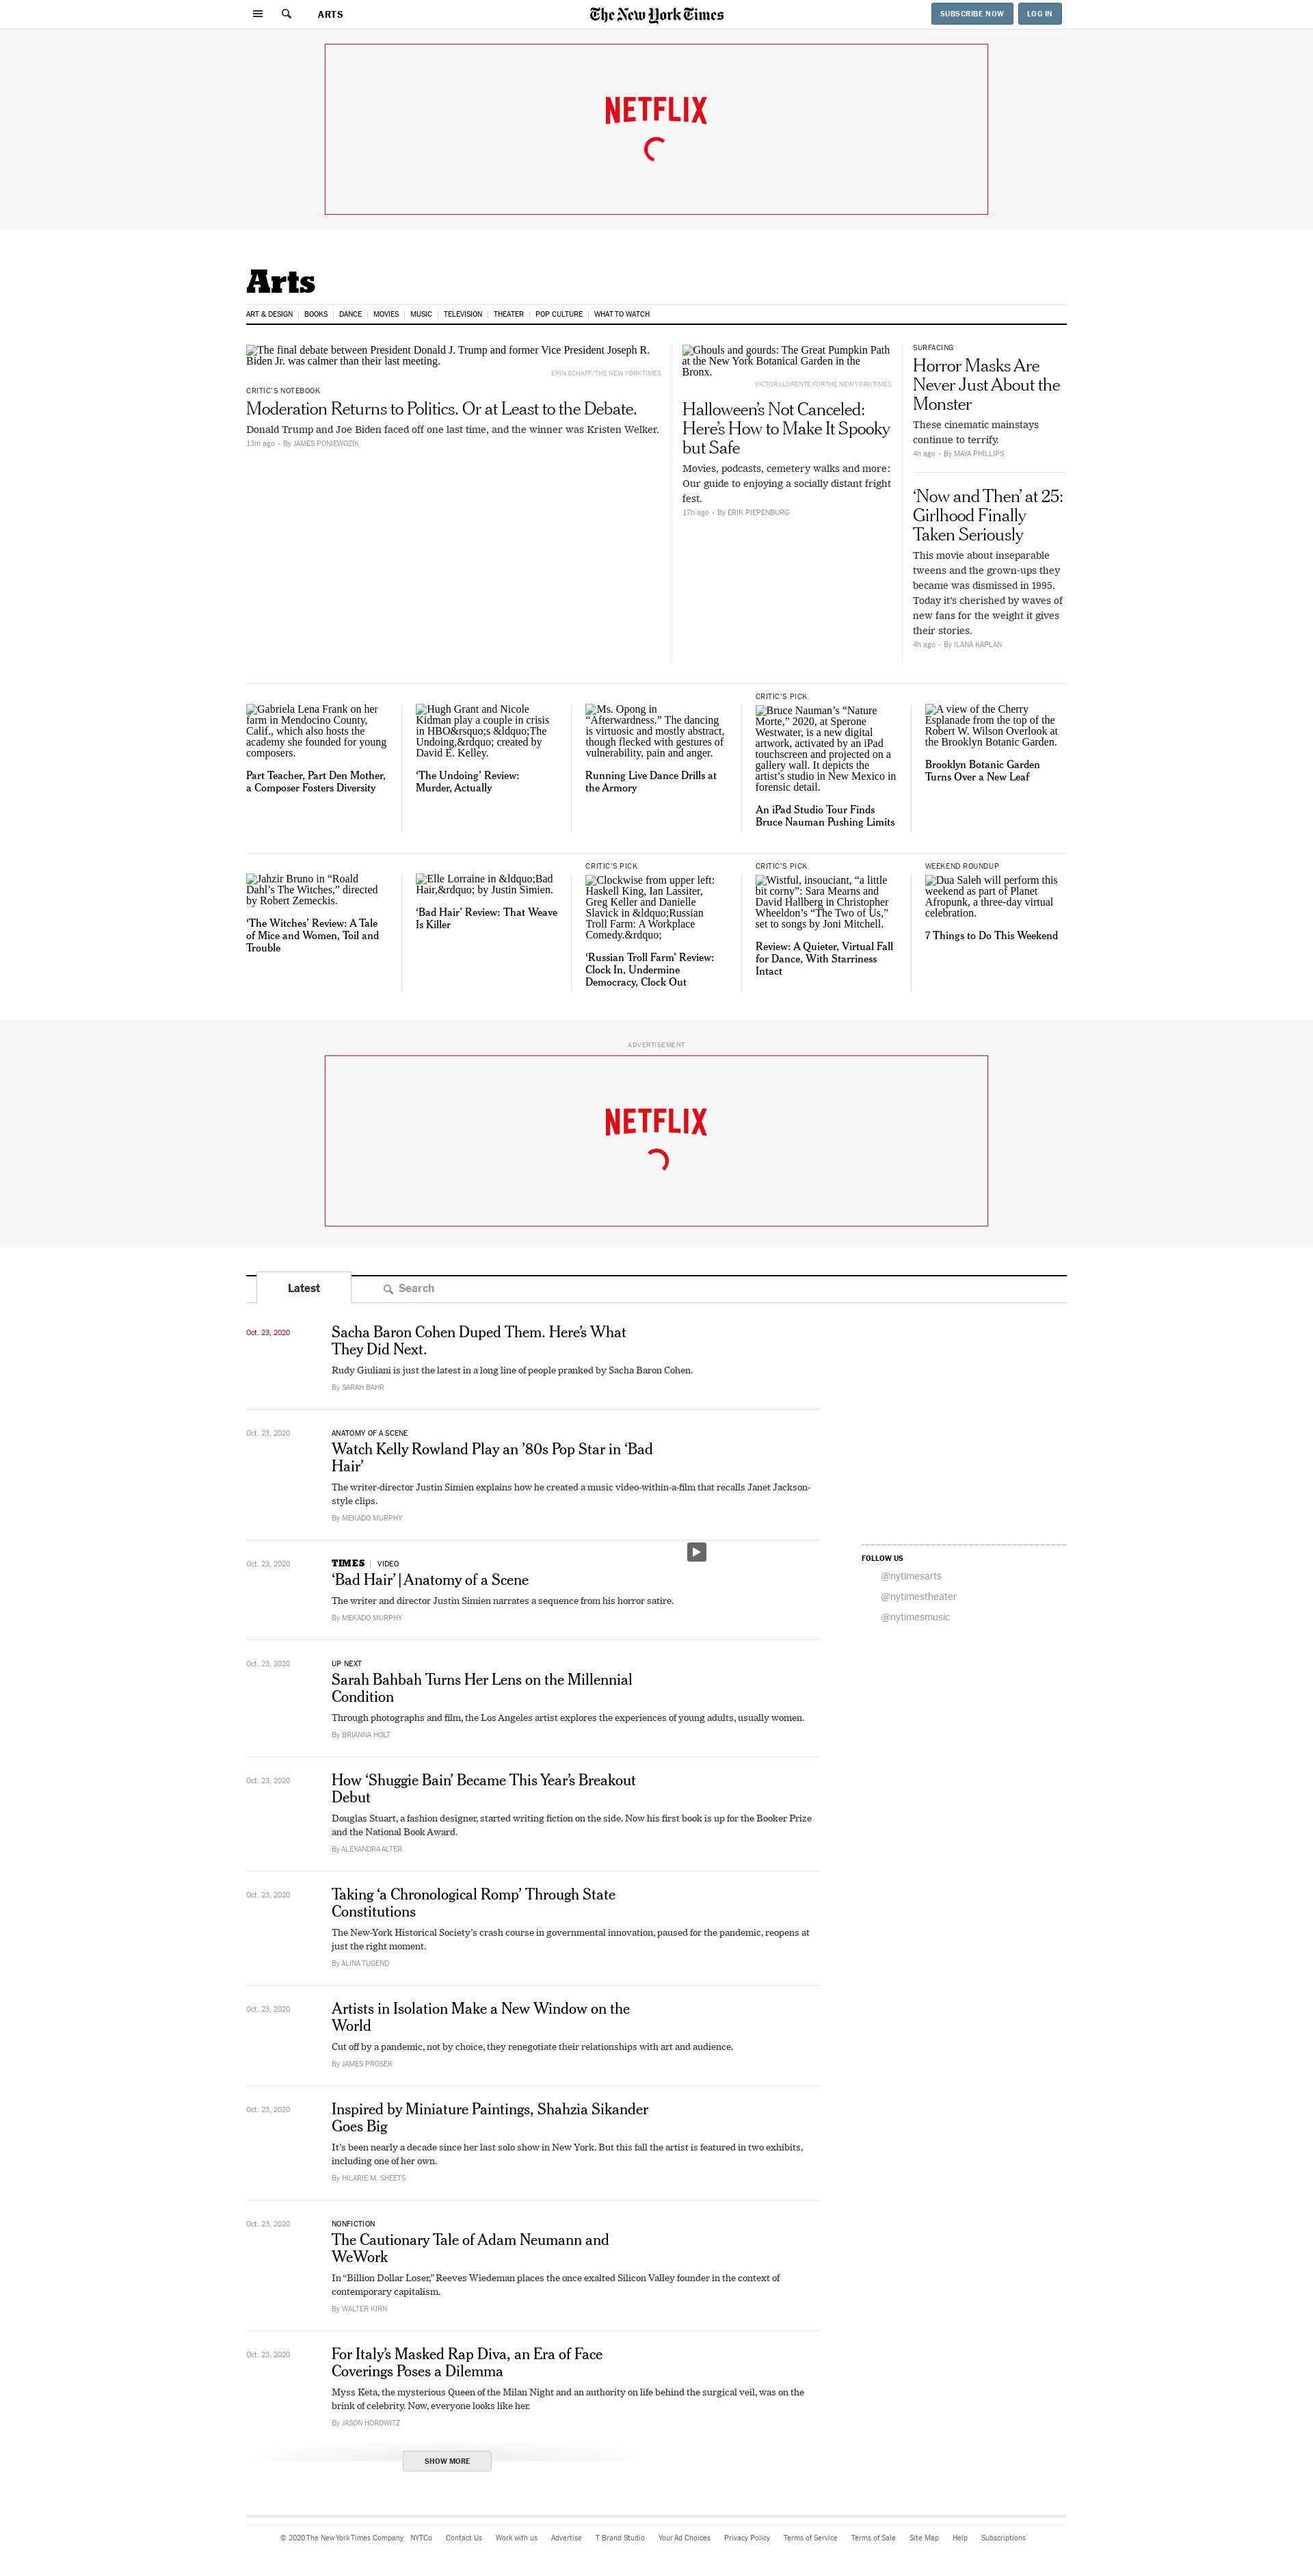 ARTS
The New York Times
SUBSCRIBE NOW
LOG IN
NETFLIX
Arts
ART & DESIGN
BOOKS
DANCE
MOVIES
MUSIC
TELEVISION
THEATER
POP CULTURE
WHAT TO WATCH
The final debate between President Donald J. Trump and former Vice President Joseph R.
Biden Jr. was calmer than their last meeting.
ERIN SCHAFF/THE NEW YORK TIMES
CRITIC'S NOTEBOOK
Moderation Returns to Politics. Or at Least to the Debate.
Donald Trump and Joe Biden faced off one last time, and the winner was Kristen Welker.
13m ago • By JAMES PONIEWOZIK
Ghouls and gourds: The Great Pumpkin Path
at the New York Botanical Garden in the
Bronx.
VICTOR LLORENTE FOR THE NEW YORK TIMES
Halloween’s Not Canceled:
Here’s How to Make It Spooky
but Safe
Movies, podcasts, cemetery walks and more:
Our guide to enjoying a socially distant fright
fest.
17h ago • By ERIK PIEPENBURG
SURFACING
Horror Masks Are
Never Just About the
Monster
These cinematic mainstays
continue to terrify.
4h ago • By MAYA PHILLIPS
‘Now and Then’ at 25:
Girlhood Finally
Taken Seriously
This movie about inseparable
tweens and the grown-ups they
became was dismissed in 1995.
Today it’s cherished by waves of
new fans for the weight it gives
their stories.
4h ago • By ILANA KAPLAN
Gabriela Lena Frank on her
farm in Mendocino County,
Calif., which also hosts the
academy she founded for young
composers.
Part Teacher, Part Den Mother,
a Composer Fosters Diversity
Hugh Grant and Nicole
Kidman play a couple in crisis
in HBO&rsquo;s &ldquo;The
Undoing,&rdquo; created by
David E. Kelley.
‘The Undoing’ Review:
Murder, Actually
Ms. Opong in
“Afterwardness.” The dancing
is virtuosic and mostly abstract,
though flecked with gestures of
vulnerability, pain and anger.
Running Live Dance Drills at
the Armory
CRITIC'S PICK
Bruce Nauman’s “Nature
Morte,” 2020, at Sperone
Westwater, is a new digital
artwork, activated by an iPad
touchscreen and projected on a
gallery wall. It depicts the
artist’s studio in New Mexico in
forensic detail.
An iPad Studio Tour Finds
Bruce Nauman Pushing Limits
A view of the Cherry
Esplanade from the top of the
Robert W. Wilson Overlook at
the Brooklyn Botanic Garden.
Brooklyn Botanic Garden
Turns Over a New Leaf
Jahzir Bruno in “Roald
Dahl’s The Witches,” directed
by Robert Zemeckis.
‘The Witches’ Review: A Tale
of Mice and Women, Toil and
Trouble
Elle Lorraine in &ldquo;Bad
Hair,&rdquo; by Justin Simien.
‘Bad Hair’ Review: That Weave
Is Killer
CRITIC'S PICK
Clockwise from upper left:
Haskell King, Ian Lassiter,
Greg Keller and Danielle
Slavick in &ldquo;Russian
Troll Farm: A Workplace
Comedy.&rdquo;
‘Russian Troll Farm’ Review:
Clock In, Undermine
Democracy, Clock Out
CRITIC'S PICK
Wistful, insouciant, “a little
bit corny”: Sara Mearns and
David Hallberg in Christopher
Wheeldon’s “The Two of Us,”
set to songs by Joni Mitchell.
Review: A Quieter, Virtual Fall
for Dance, With Starriness
Intact
WEEKEND ROUNDUP
Dua Saleh will perform this
weekend as part of Planet
Afropunk, a three-day virtual
celebration.
7 Things to Do This Weekend
ADVERTISEMENT
NETFLIX
Latest
Search
Oct. 23, 2020
Sacha Baron Cohen Duped Them. Here’s What
They Did Next.
Rudy Giuliani is just the latest in a long line of people pranked by Sacha Baron Cohen.
By SARAH BAHR
Oct. 23, 2020
ANATOMY OF A SCENE
Watch Kelly Rowland Play an ’80s Pop Star in ‘Bad
Hair’
The writer-director Justin Simien explains how he created a music video-within-a-film that recalls Janet Jackson-
style clips.
By MEKADO MURPHY
Oct. 23, 2020
TIMES | VIDEO
‘Bad Hair’ | Anatomy of a Scene
The writer and director Justin Simien narrates a sequence from his horror satire.
By MEKADO MURPHY
FOLLOW US
@nytimesarts
@nytimestheater
@nytimesmusic
Oct. 23, 2020
UP NEXT
Sarah Bahbah Turns Her Lens on the Millennial
Condition
Through photographs and film, the Los Angeles artist explores the experiences of young adults, usually women.
By BRIANNA HOLT
Oct. 23, 2020
How ‘Shuggie Bain’ Became This Year’s Breakout
Debut
Douglas Stuart, a fashion designer, started writing fiction on the side. Now his first book is up for the Booker Prize
and the National Book Award.
By ALEXANDRA ALTER
Oct. 23, 2020
Taking ‘a Chronological Romp’ Through State
Constitutions
The New-York Historical Society’s crash course in governmental innovation, paused for the pandemic, reopens at
just the right moment.
By ALINA TUGEND
Oct. 23, 2020
Artists in Isolation Make a New Window on the
World
Cut off by a pandemic, not by choice, they renegotiate their relationships with art and audience.
By JAMES PROSEK
Oct. 23, 2020
Inspired by Miniature Paintings, Shahzia Sikander
Goes Big
It’s been nearly a decade since her last solo show in New York. But this fall the artist is featured in two exhibits,
including one of her own.
By HILARIE M. SHEETS
Oct. 23, 2020
NONFICTION
The Cautionary Tale of Adam Neumann and
WeWork
In “Billion Dollar Loser,” Reeves Wiedeman places the once exalted Silicon Valley founder in the context of
contemporary capitalism.
By WALTER KIRN
Oct. 23, 2020
For Italy’s Masked Rap Diva, an Era of Face
Coverings Poses a Dilemma
Myss Keta, the mysterious Queen of the Milan Night and an authority on life behind the surgical veil, was on the
brink of celebrity. Now, everyone looks like her.
By JASON HOROWITZ
SHOW MORE
© 2020 The New York Times Company
NYTCo
Contact Us
Work with us
Advertise
T Brand Studio
Your Ad Choices
Privacy Policy
Terms of Service
Terms of Sale
Site Map
Help
Subscriptions